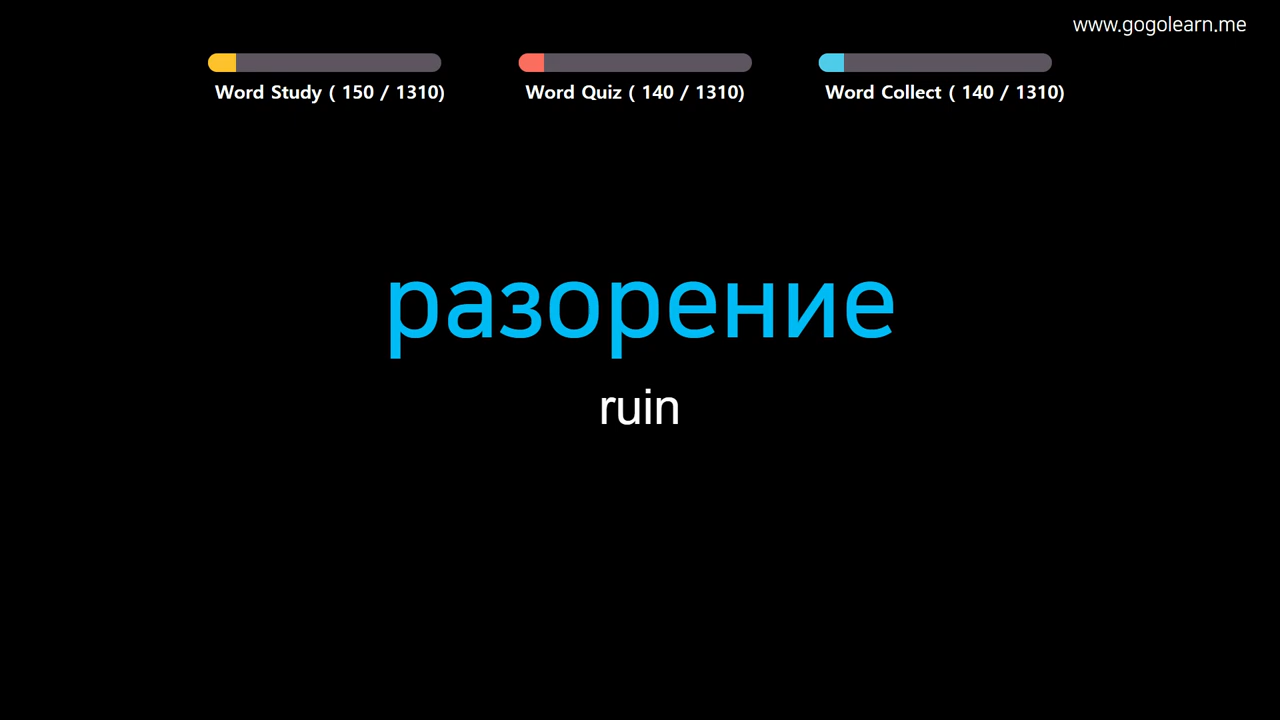 www.gogolearn.me
Word Study ( 150 / 1310)
Word Quiz ( 140 / 1310)
Word Collect ( 140 / 1310)
разорение
ruin